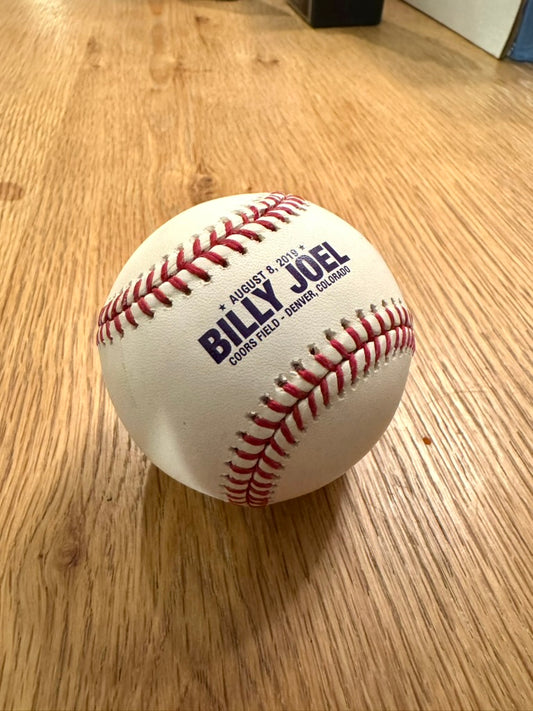 ★ AUGUST 8, 2019 ★
BILLY JOEL
COORS FIELD - DENVER, COLORADO